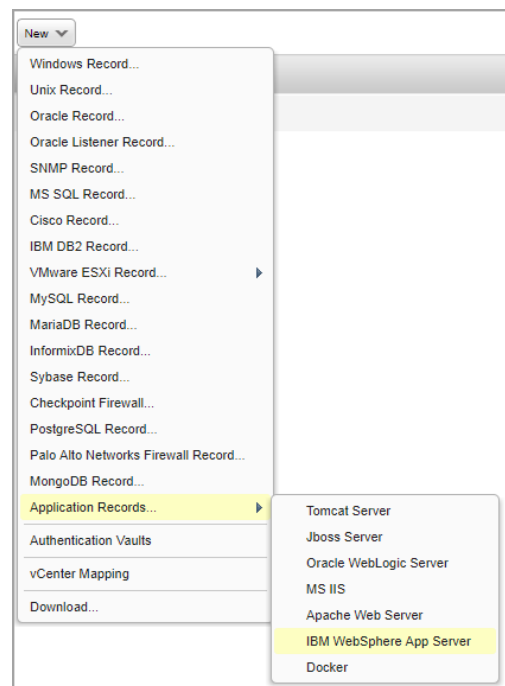 New
Windows Record...
Unix Record...
Oracle Record...
Oracle Listener Record...
SNMP Record...
MS SQL Record...
Cisco Record...
IBM DB2 Record...
VMware ESXi Record...
MySQL Record...
MariaDB Record...
InformixDB Record...
Sybase Record...
Checkpoint Firewall...
PostgreSQL Record...
Palo Alto Networks Firewall Record...
MongoDB Record...
Application Records...
Authentication Vaults
vCenter Mapping
Download...
Tomcat Server
Jboss Server
Oracle WebLogic Server
MS IIS
Apache Web Server
IBM WebSphere App Server
Docker